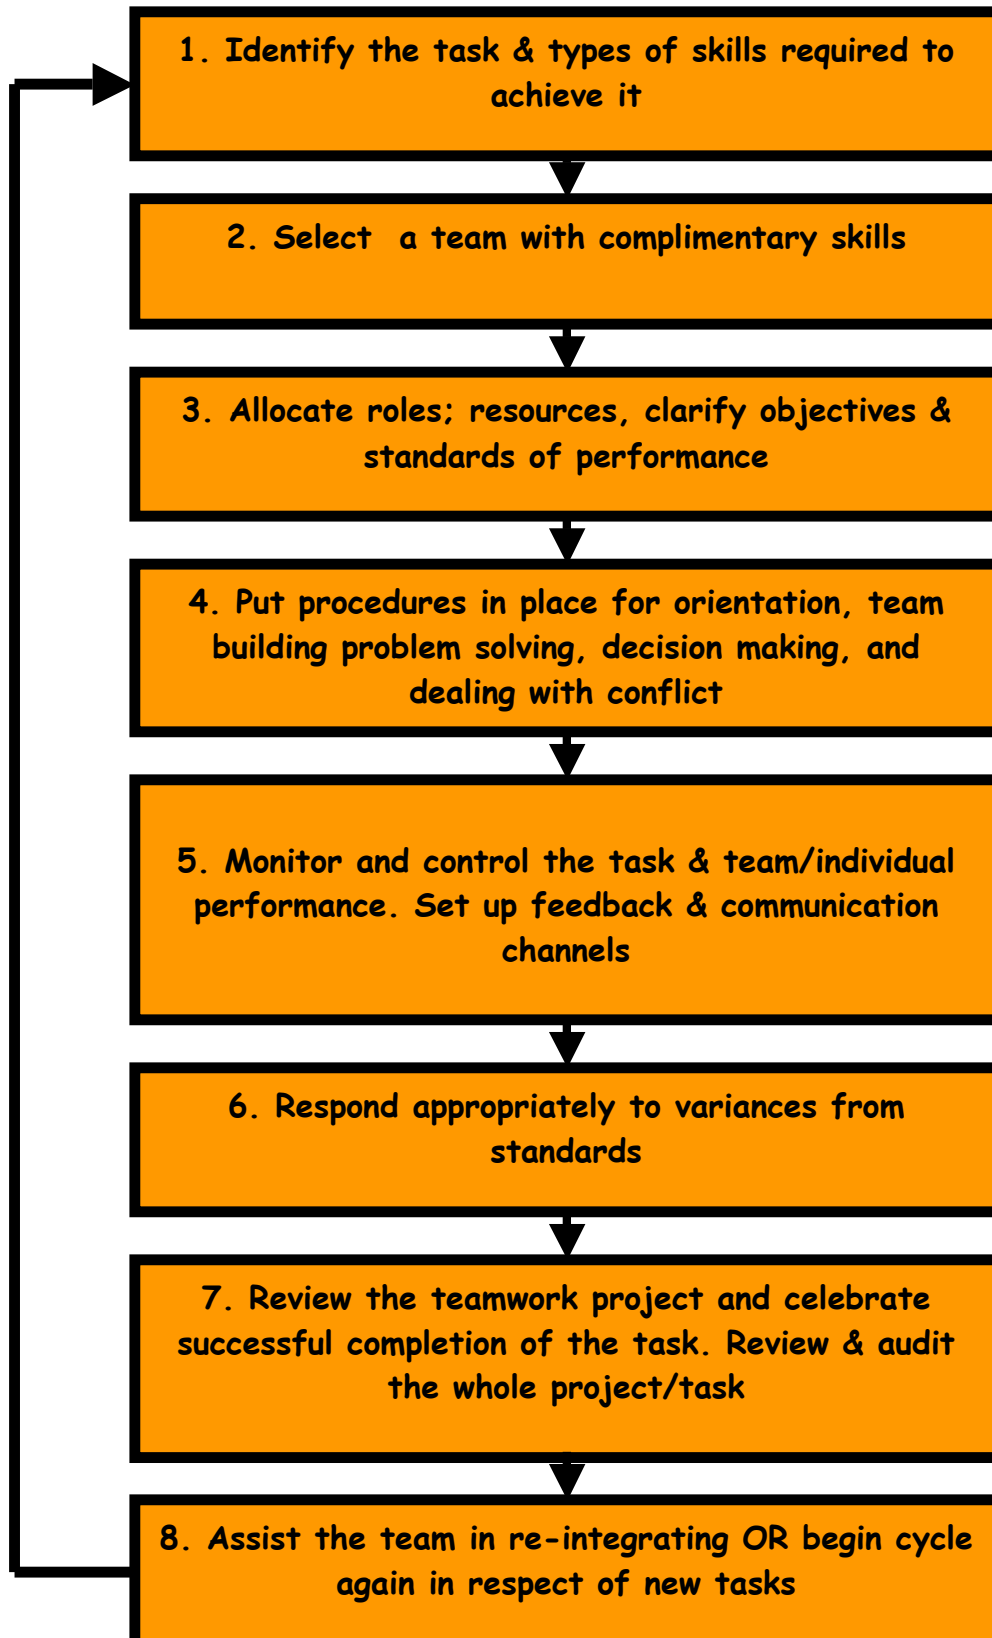 1. Identify the task & types of skills required to
achieve it
2. Select  a team with complimentary skills
3. Allocate roles; resources, clarify objectives &
standards of performance
4. Put procedures in place for orientation, team
building problem solving, decision making, and
dealing with conflict
5. Monitor and control the task & team/individual
performance. Set up feedback & communication
channels
6. Respond appropriately to variances from
standards
7. Review the teamwork project and celebrate
successful completion of the task. Review & audit
the whole project/task
8. Assist the team in re-integrating OR begin cycle
again in respect of new tasks